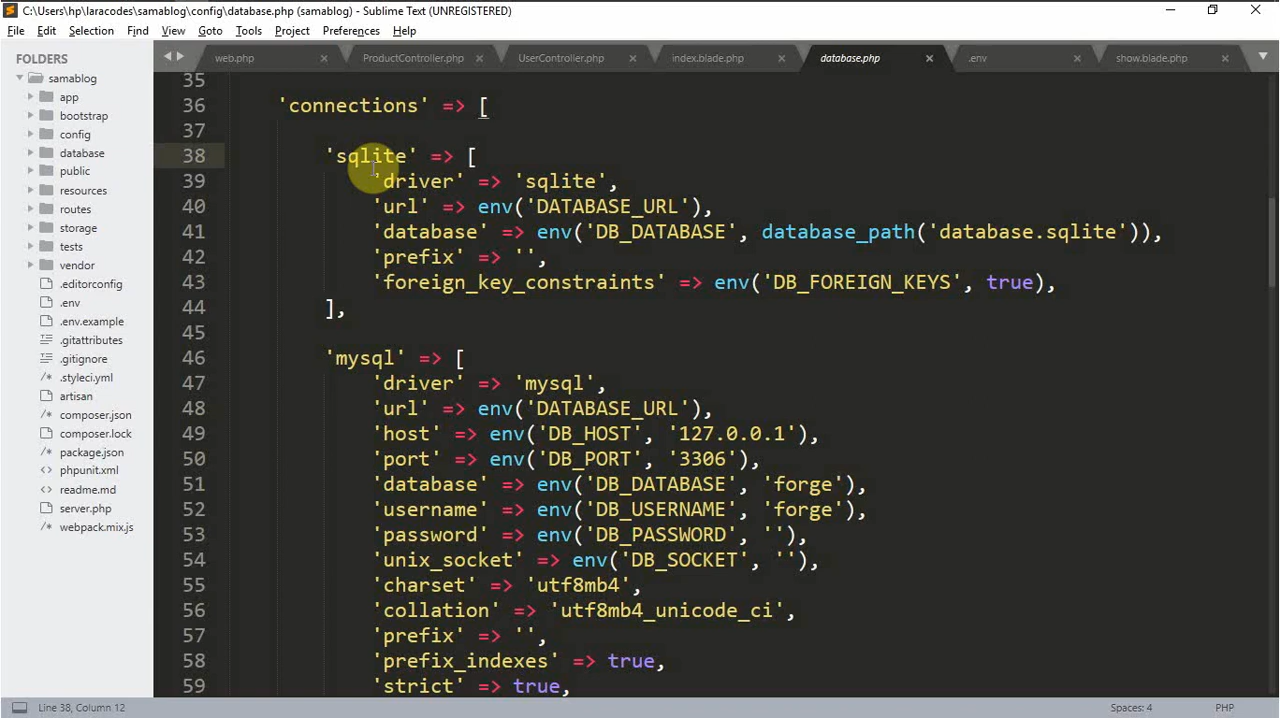 C:\Users\hp\laracodes\samablog\config\database.php (samablog) - Sublime Text (UNREGISTERED)
File Edit Selection Find View Goto Tools Project Preferences Help
FOLDERS
samablog
app
bootstrap
config
database
public
resources
routes
storage
tests
vendor
.editorconfig
.env
.env.example
.gitattributes
.gitignore
/* .styleci.yml
artisan
/* composer.json
composer.lock
/* package.json
phpunit.xml
<> readme.md
server.php
/* webpack.mix.js
web.php × ProductController.php × UserController.php × index.blade.php × database.php × .env × show.blade.php ×
35
36 'connections' => [
37
38 'sqlite' => [
39 'driver' => 'sqlite',
40 'url' => env('DATABASE_URL'),
41 'database' => env('DB_DATABASE', database_path('database.sqlite')),
42 'prefix' => '',
43 'foreign_key_constraints' => env('DB_FOREIGN_KEYS', true),
44 ],
45
46 'mysql' => [
47 'driver' => 'mysql',
48 'url' => env('DATABASE_URL'),
49 'host' => env('DB_HOST', '127.0.0.1'),
50 'port' => env('DB_PORT', '3306'),
51 'database' => env('DB_DATABASE', 'forge'),
52 'username' => env('DB_USERNAME', 'forge'),
53 'password' => env('DB_PASSWORD', ''),
54 'unix_socket' => env('DB_SOCKET', ''),
55 'charset' => 'utf8mb4',
56 'collation' => 'utf8mb4_unicode_ci',
57 'prefix' => '',
58 'prefix_indexes' => true,
59 'strict' => true,
Line 38, Column 12 Spaces: 4 PHP